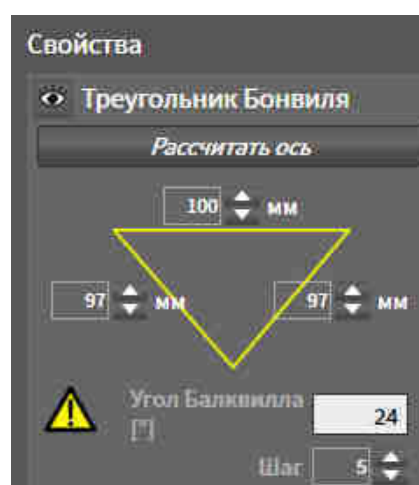 Свойства
Треугольник Бонвиля
Рассчитать ось
100 мм
97 мм 97 мм
Угол Балквилла
[°] 24
Шаг 5